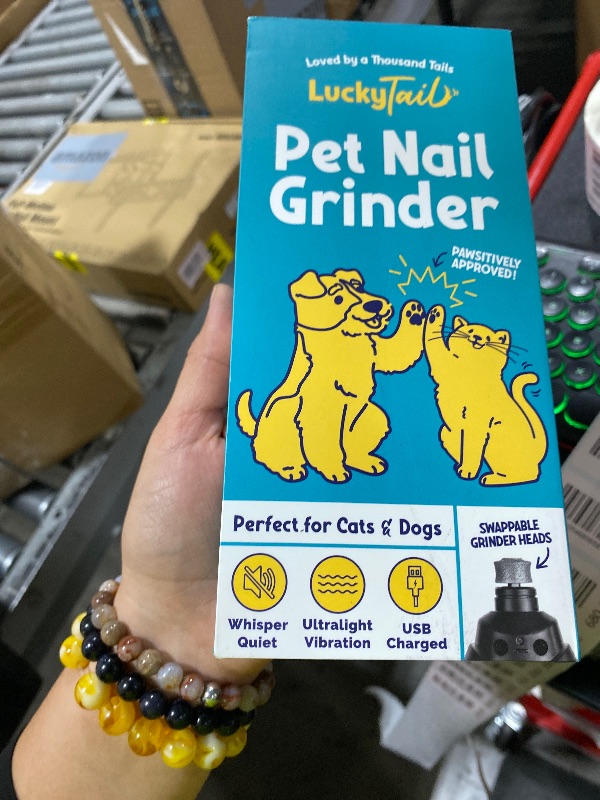 Loved by a Thousand Tails
LuckyTail
Pet Nail
Grinder
PAWSITIVELY
APPROVED!
Perfect for Cats & Dogs
SWAPPABLE
GRINDER HEADS
Whisper
Quiet
Ultralight
Vibration
USB
Charged